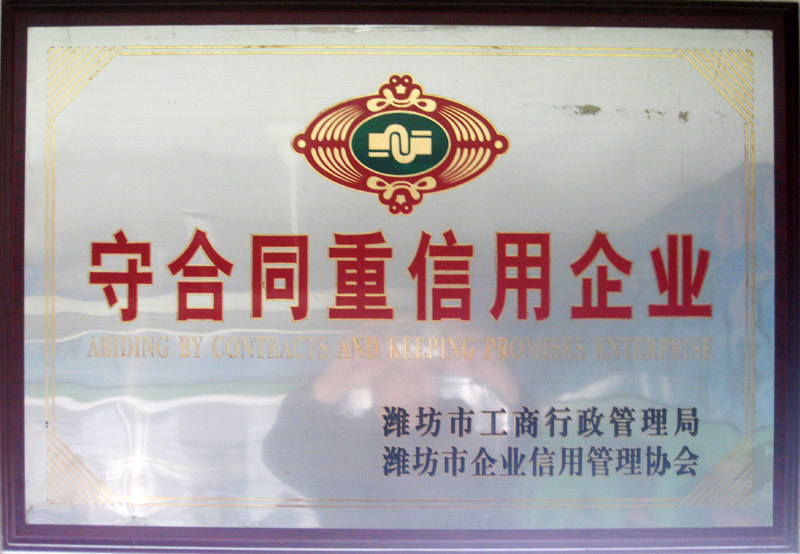 守合同重信用企业
ABIDING BY CONTRACTS AND KEEPING PROMISES ENTERPRISE
潍坊市工商行政管理局
潍坊市企业信用管理协会